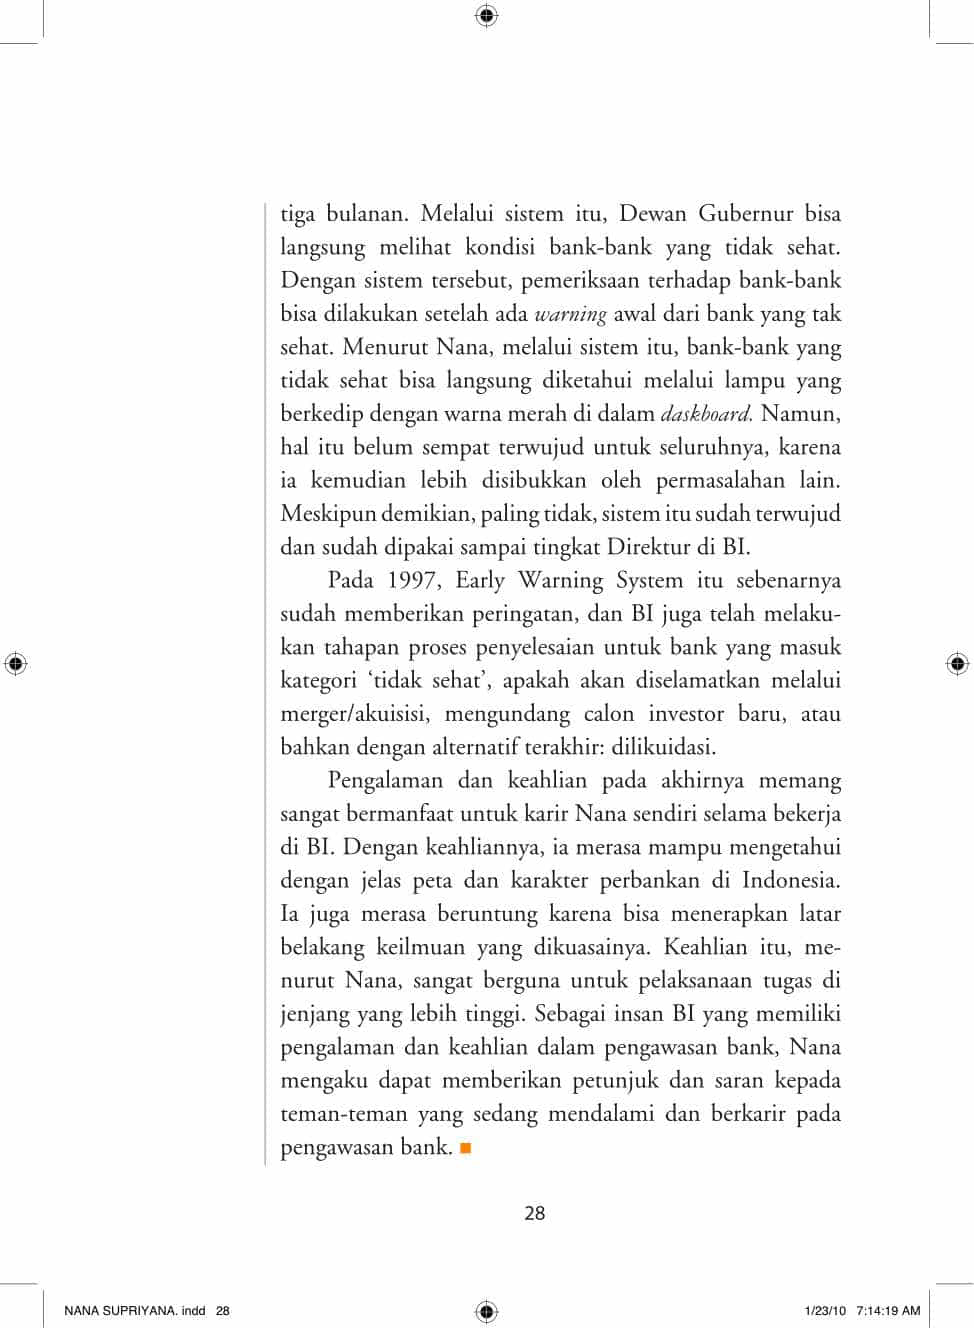 tiga bulanan. Melalui sistem itu, Dewan Gubernur bisa
langsung melihat kondisi bank-bank yang tidak sehat.
Dengan sistem tersebut, pemeriksaan terhadap bank-bank
bisa dilakukan setelah ada warning awal dari bank yang tak
sehat. Menurut Nana, melalui sistem itu, bank-bank yang
tidak sehat bisa langsung diketahui melalui lampu yang
berkedip dengan warna merah di dalam daskboard. Namun,
hal itu belum sempat terwujud untuk seluruhnya, karena
ia kemudian lebih disibukkan oleh permasalahan lain.
Meskipun demikian, paling tidak, sistem itu sudah terwujud
dan sudah dipakai sampai tingkat Direktur di BI.
Pada 1997, Early Warning System itu sebenarnya
sudah memberikan peringatan, dan BI juga telah melaku-
kan tahapan proses penyelesaian untuk bank yang masuk
kategori ‘tidak sehat’, apakah akan diselamatkan melalui
merger/akuisisi, mengundang calon investor baru, atau
bahkan dengan alternatif terakhir: dilikuidasi.
Pengalaman dan keahlian pada akhirnya memang
sangat bermanfaat untuk karir Nana sendiri selama bekerja
di BI. Dengan keahliannya, ia merasa mampu mengetahui
dengan jelas peta dan karakter perbankan di Indonesia.
Ia juga merasa beruntung karena bisa menerapkan latar
belakang keilmuan yang dikuasainya. Keahlian itu, me-
nurut Nana, sangat berguna untuk pelaksanaan tugas di
jenjang yang lebih tinggi. Sebagai insan BI yang memiliki
pengalaman dan keahlian dalam pengawasan bank, Nana
mengaku dapat memberikan petunjuk dan saran kepada
teman-teman yang sedang mendalami dan berkarir pada
pengawasan bank. ■
28
NANA SUPRIYANA. indd 28
1/23/10 7:14:19 AM